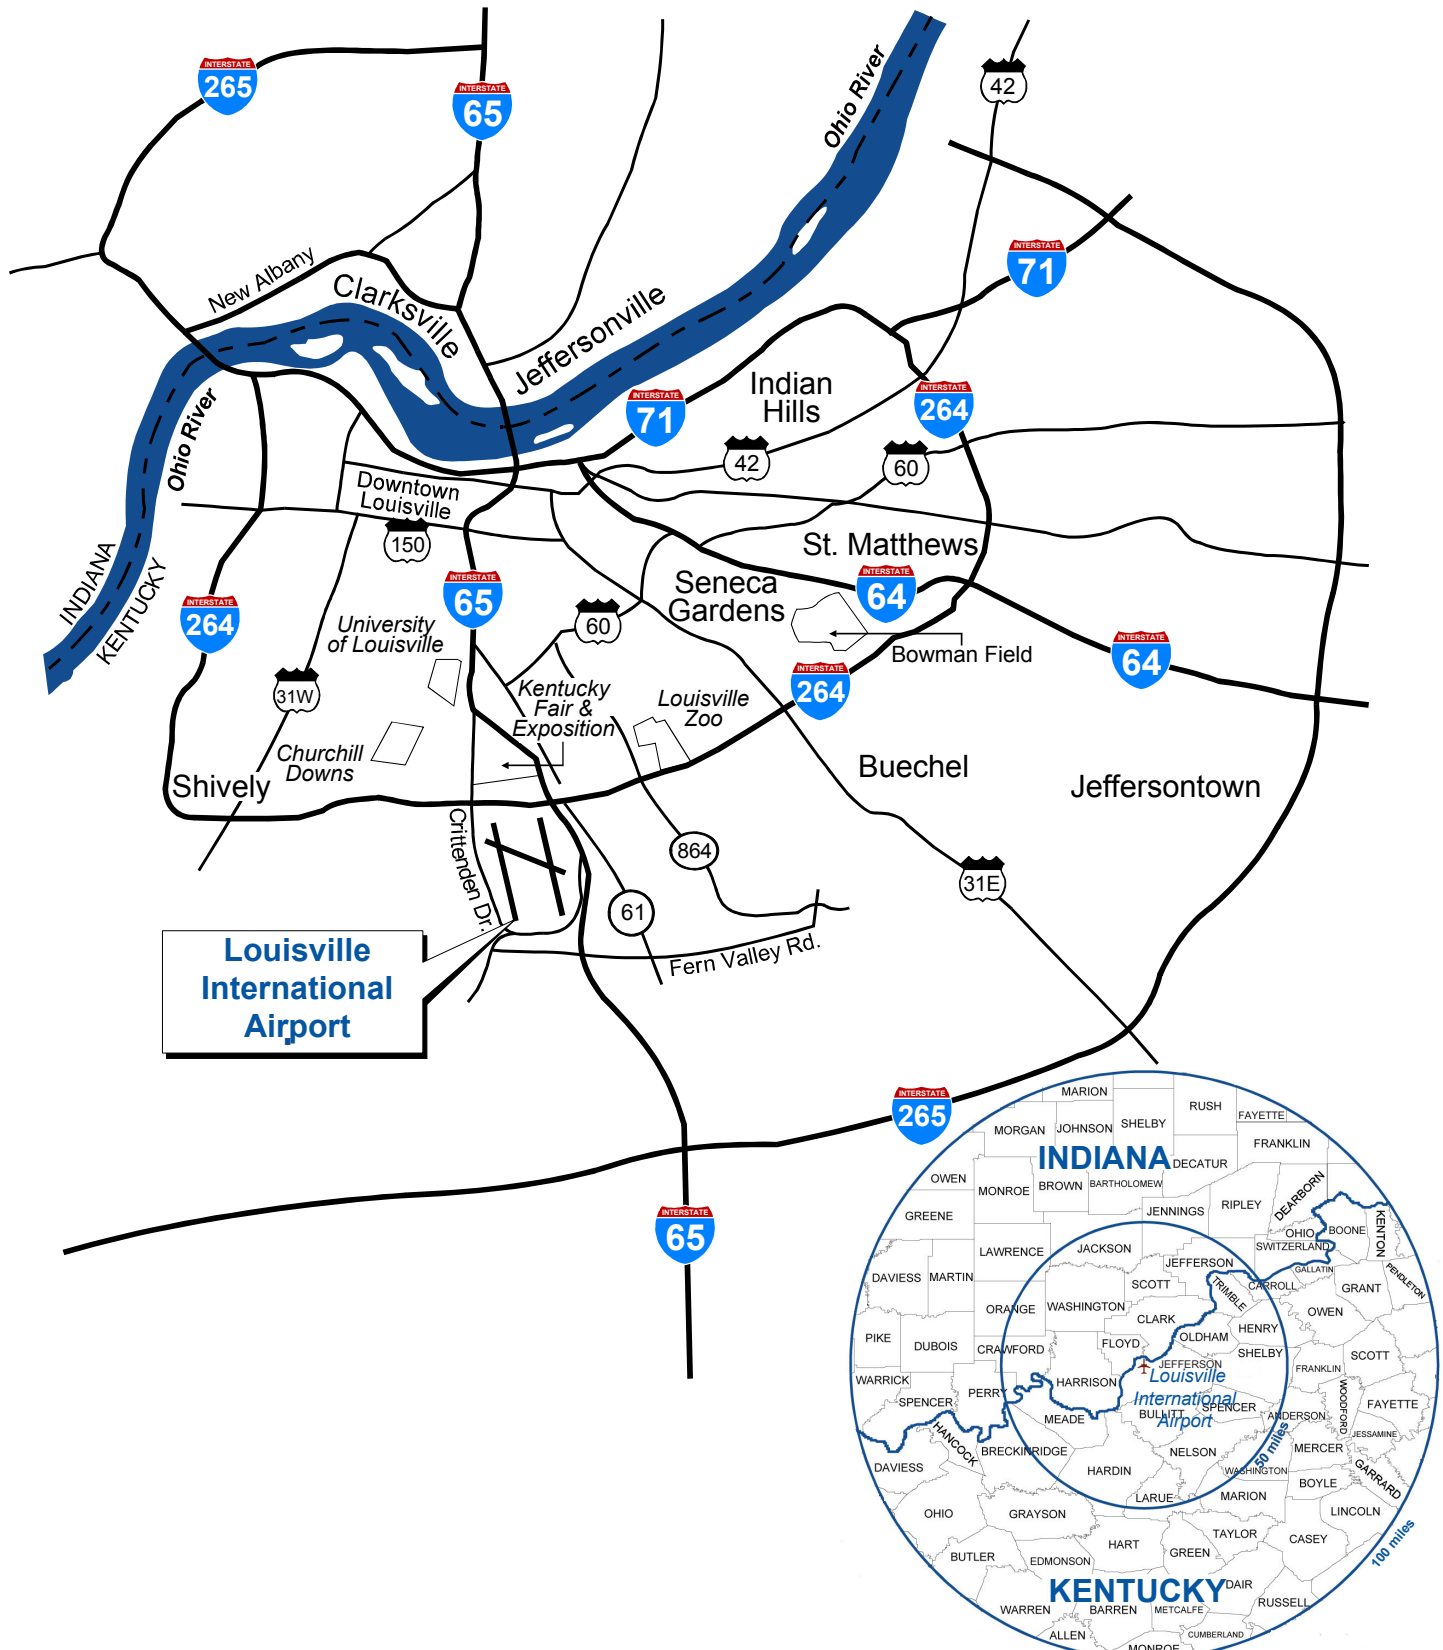 INTERSTATE
265
INTERSTATE
65
Ohio River
42
INTERSTATE
71
New Albany
Clarksville
Jeffersonville
Indian
Hills
INTERSTATE
71
INTERSTATE
264
Ohio River
42
60
Downtown
Louisville
150
St. Matthews
INDIANA
KENTUCKY
INTERSTATE
264
INTERSTATE
65
Seneca
Gardens
INTERSTATE
64
University
of Louisville
60
Bowman Field
INTERSTATE
64
31W
Kentucky
Fair &
Exposition
Louisville
Zoo
INTERSTATE
264
Churchill
Downs
Shively
Buechel
Jeffersontown
Crittenden Dr.
864
31E
61
Fern Valley Rd.
Louisville
International
Airport
INTERSTATE
265
INTERSTATE
65
MARION
RUSH
FAYETTE
MORGAN
JOHNSON
SHELBY
FRANKLIN
INDIANA
DECATUR
OWEN
MONROE
BROWN
BARTHOLOMEW
DEARBORN
GREENE
JENNINGS
RIPLEY
OHIO
BOONE
KENTON
LAWRENCE
JACKSON
SWITZERLAND
JEFFERSON
GALLATIN
PENDLETON
DAVIESS
MARTIN
SCOTT
TRIMBLE
CARROLL
GRANT
ORANGE
WASHINGTON
CLARK
OWEN
PIKE
DUBOIS
CRAWFORD
FLOYD
OLDHAM
HENRY
SHELBY
SCOTT
JEFFERSON
FRANKLIN
WARRICK
HARRISON
Louisville
International
Airport
WOODFORD
SPENCER
PERRY
MEADE
BULLITT
SPENCER
ANDERSON
FAYETTE
JESSAMINE
HANCOCK
BRECKINRIDGE
NELSON
50 miles
MERCER
DAVIESS
HARDIN
WASHINGTON
BOYLE
GARRARD
LARUE
MARION
LINCOLN
OHIO
GRAYSON
TAYLOR
CASEY
100 miles
HART
GREEN
BUTLER
EDMONSON
KENTUCKY
DAIR
RUSSELL
WARREN
BARREN
METCALFE
ALLEN
CUMBERLAND
MONROE